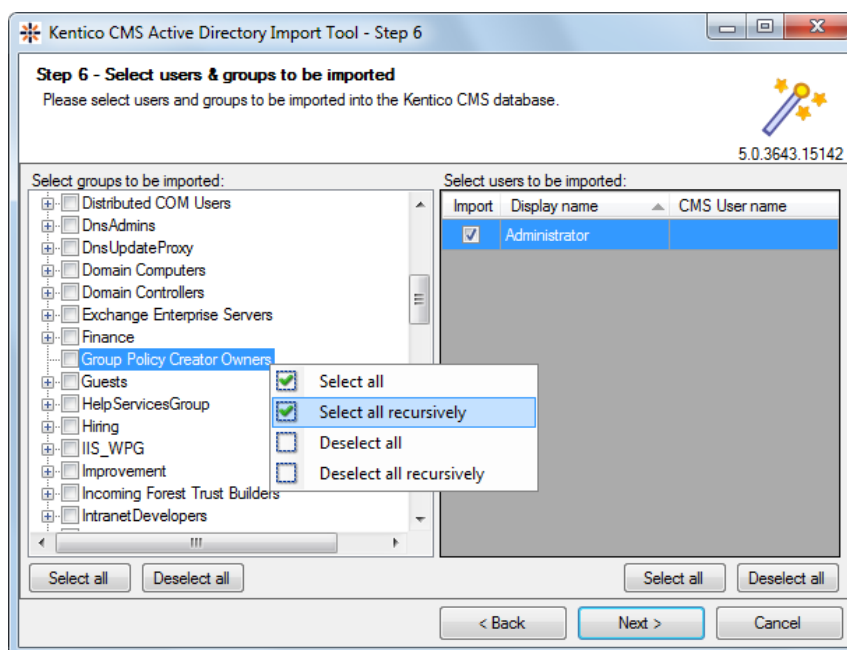 Kentico CMS Active Directory Import Tool - Step 6
Step 6 - Select users & groups to be imported
Please select users and groups to be imported into the Kentico CMS database.
5.0.3643.15142
Select groups to be imported:
Distributed COM Users
DnsAdmins
DnsUpdateProxy
Domain Computers
Domain Controllers
Exchange Enterprise Servers
Finance
Group Policy Creator Owners
Guests
HelpServicesGroup
Hiring
IIS_WPG
Improvement
Incoming Forest Trust Builders
IntranetDevelopers
Select all
Select all recursively
Deselect all
Deselect all recursively
Select users to be imported:
Import Display name CMS User name
Administrator
Select all Deselect all
Select all Deselect all
< Back Next > Cancel